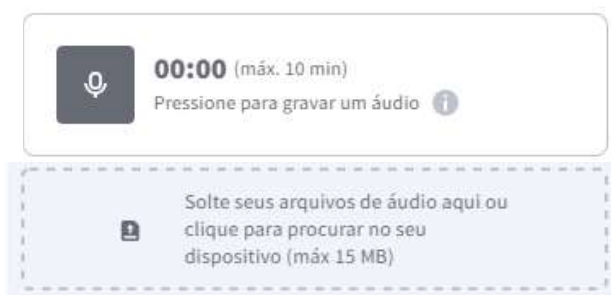 00:00 (máx. 10 min)
Pressione para gravar um áudio
Solte seus arquivos de áudio aqui ou
clique para procurar no seu
dispositivo (máx 15 MB)